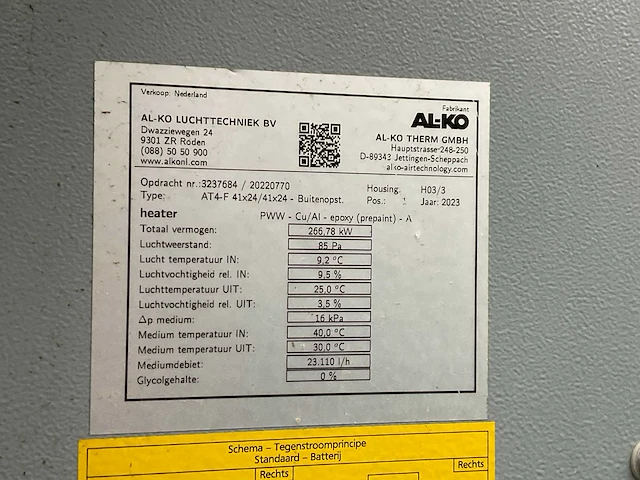 Verkoop: Nederland
AL-KO LUCHTTECHNIEK BV
Dwazziewegen 24
9301 ZR Roden
(088) 50 50 900
www.alkonl.com
Fabrikant
AL-KO
AL-KO THERM GMBH
Hauptstrasse 248-250
D-89343 Jettingen-Scheppach
alko-airtechnology.com
Opdracht nr.:3237684 / 20220770
Housing. H03/3
Type: AT4-F 41x24/41x24 - Buitenopst.
Pos.: 1 Jaar: 2023
heater PWW - Cu/Al - epoxy (prepaint) - A
Totaal vermogen: 266,78 kW
Luchtweerstand: 85 Pa
Lucht temperatuur IN: 9,2 °C
Luchtvochtigheid rel. IN: 9,5 %
Luchttemperatuur UIT: 25,0 °C
Luchtvochtigheid rel. UIT: 3,5 %
Δp medium: 16 kPa
Medium temperatuur IN: 40,0 °C
Medium temperatuur UIT: 30,0 °C
Mediumdebiet: 23.110 l/h
Glycolgehalte: 0 %
Schema - Tegenstroomprincipe
Standaard - Batterij
Rechts
Rechts